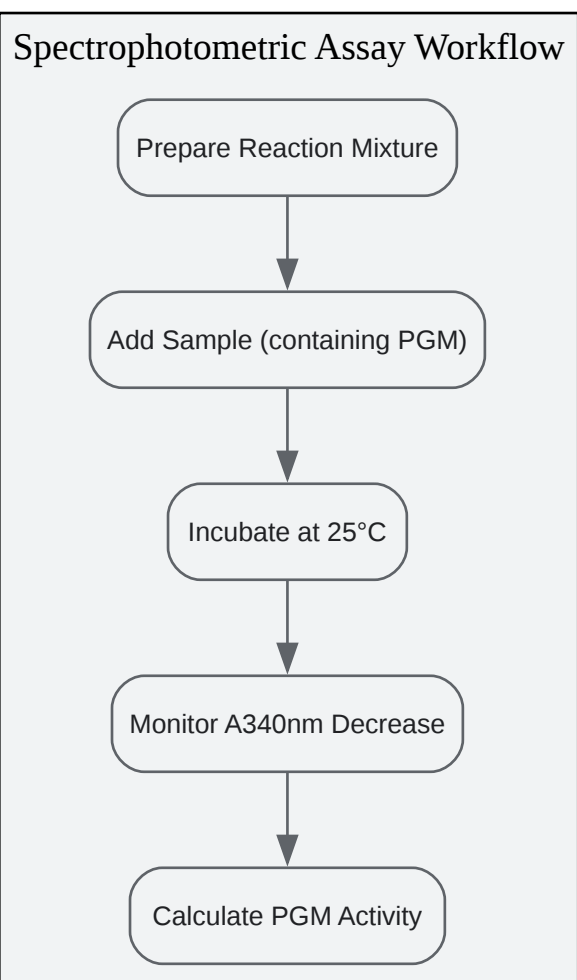 Spectrophotometric Assay Workflow
Prepare Reaction Mixture
Add Sample (containing PGM)
Incubate at 25°C
Monitor A340nm Decrease
Calculate PGM Activity